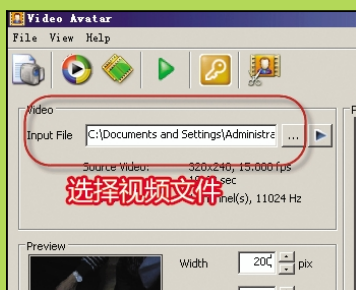 Video Avatar
File View Help
Video
Input File C:\Documents and Settings\Administra ...
Source Video: 320x240, 15.000 fps
sec
选择视频文件
nel(s), 11024 Hz
Preview
Width 200 pix